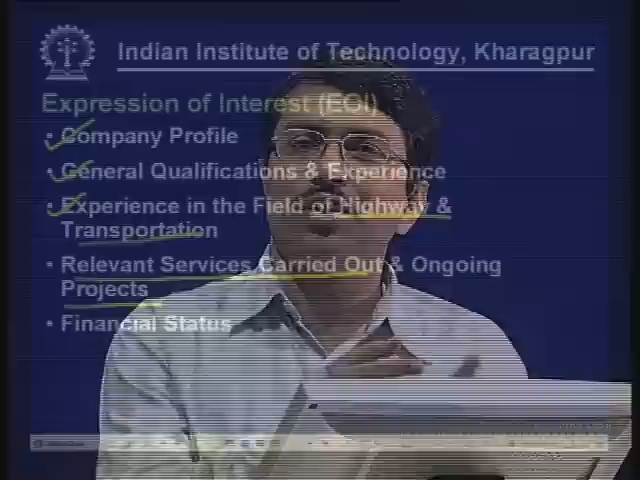 Indian Institute of Technology, Kharagpur
Expression of Interest (EOI)
• Company Profile
• General Qualifications & Experience
• Experience in the Field of Highway &
Transportation
• Relevant Services Carried Out & Ongoing
Projects
• Financial Status